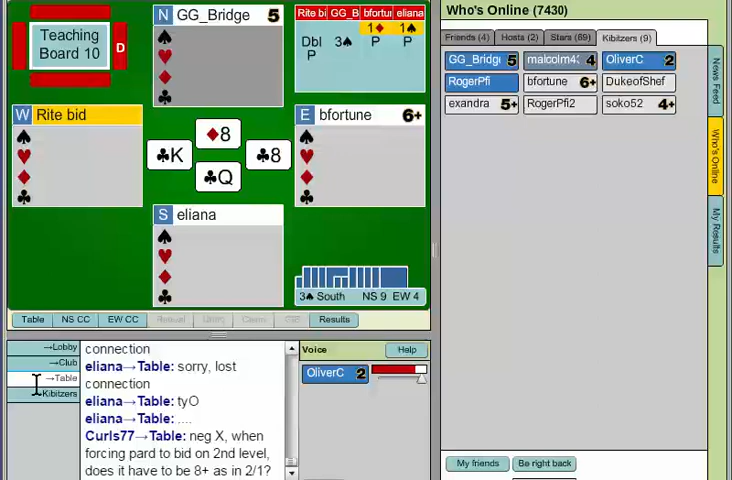 Teaching
Board 10
D
N GG_Bridge 5
Rite bi GG_B bfortur eliana
1♦ 1♠
Dbl 3♠ P P
P
W Rite bid
E bfortune 6+
♦8
♣K
♣8
♣Q
S eliana
3♠ South NS 9 EW 4
Table
NS CC
EW CC
Results
→Lobby
→Club
→Table
→Kibitzers
connection
eliana→Table: sorry, lost
connection
eliana→Table: tyO
eliana→Table: ....
Curls77→Table: neg X, when
forcing pard to bid on 2nd level,
does it have to be 8+ as in 2/1?
Voice
Help
OliverC 2
Who's Online (7430)
Friends (4)
Hosts (2)
Stars (69)
Kibitzers (9)
GG_Bridge 5
malcolm4 4
OliverC 2
RogerPfi
bfortune 6+
DukeofShef
exandra 5+
RogerPfi2
soko52 4+
News Feed
Who's Online
My Results
My friends
Be right back